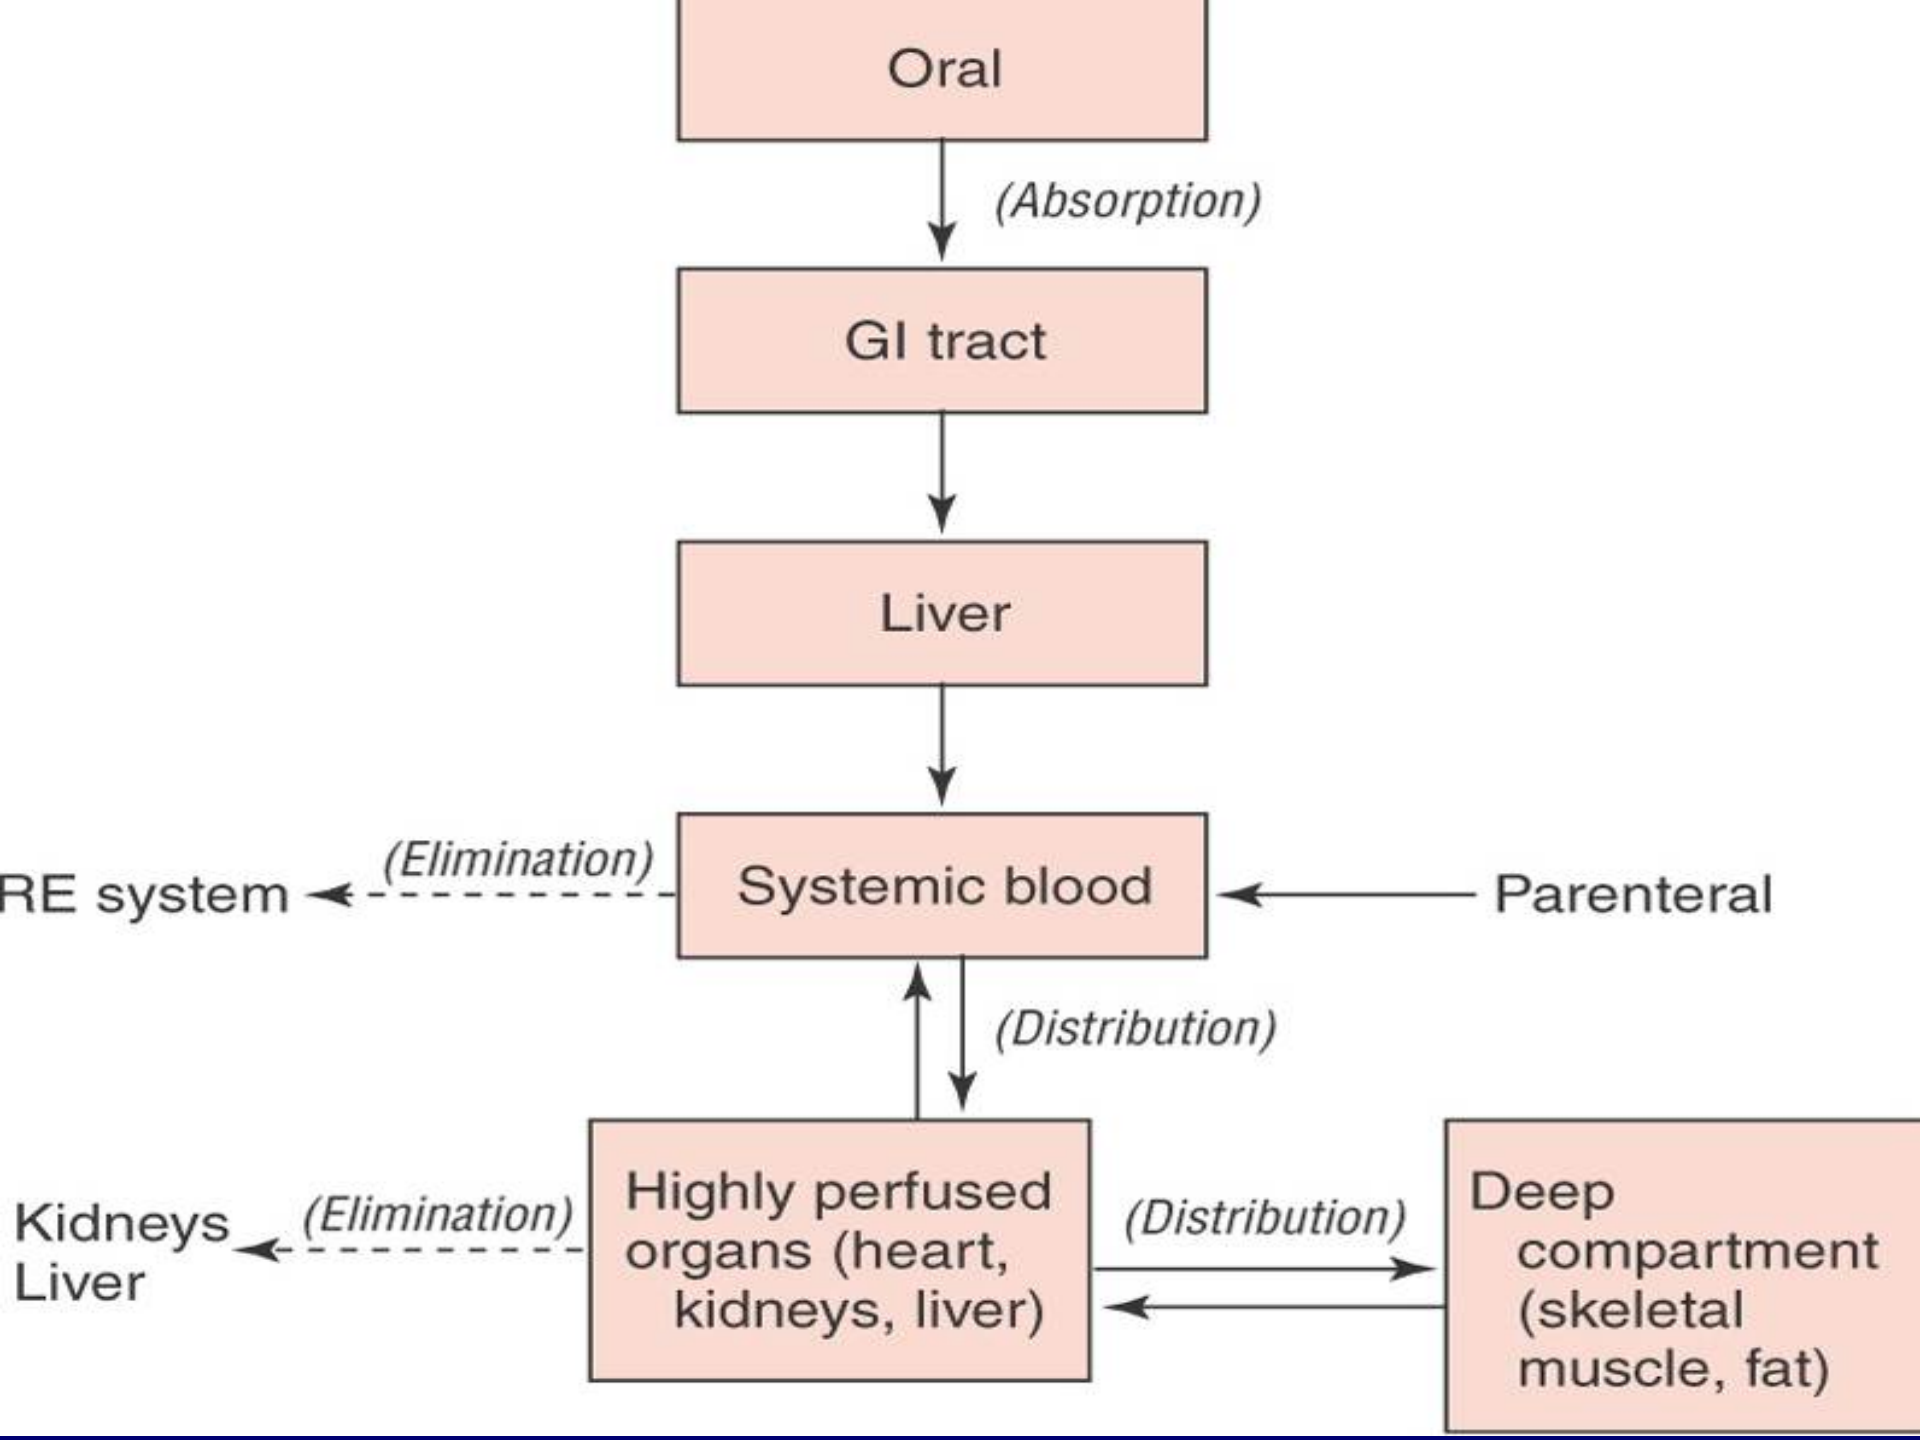 Oral
(Absorption)
GI tract
Liver
(Elimination)
RE system
Systemic blood
Parenteral
(Distribution)
Kidneys
Liver
(Elimination)
Highly perfused
organs (heart,
kidneys, liver)
(Distribution)
Deep
compartment
(skeletal
muscle, fat)